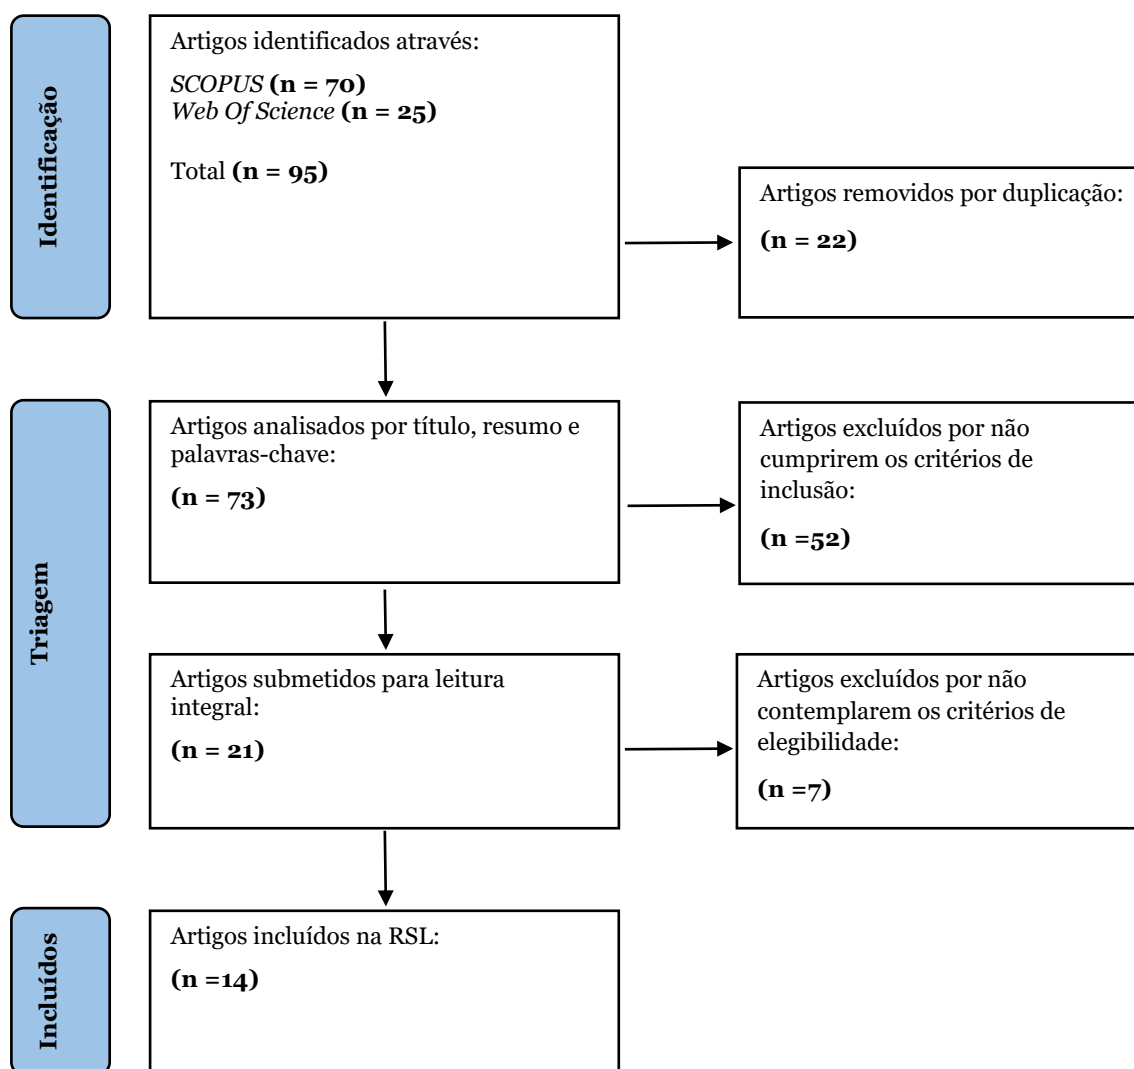 Identificação
Artigos identificados através:
SCOPUS (n = 70)
Web Of Science (n = 25)
Total (n = 95)
Artigos removidos por duplicação:
(n = 22)
Triagem
Artigos analisados por título, resumo e
palavras-chave:
(n = 73)
Artigos excluídos por não
cumprirem os critérios de
inclusão:
(n =52)
Artigos submetidos para leitura
integral:
(n = 21)
Artigos excluídos por não
contemplarem os critérios de
elegibilidade:
(n =7)
Incluídos
Artigos incluídos na RSL:
(n =14)